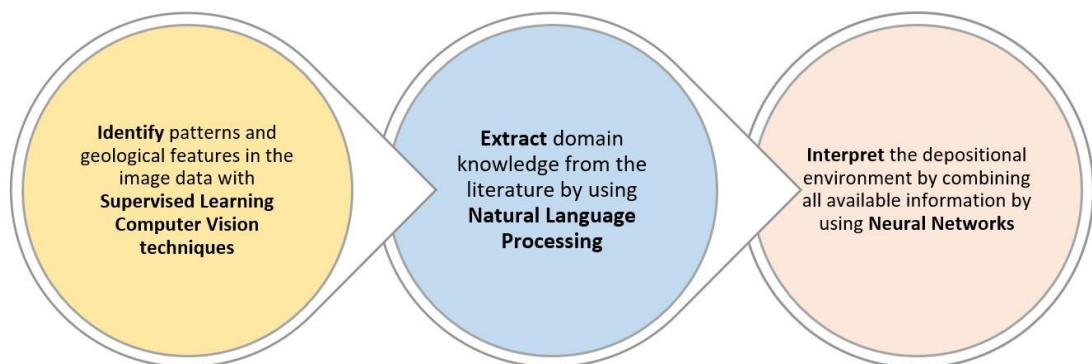 Identify patterns and
geological features in the
image data with
Supervised Learning
Computer Vision
techniques
Extract domain
knowledge from the
literature by using
Natural Language
Processing
Interpret the depositional
environment by combining
all available information by
using Neural Networks